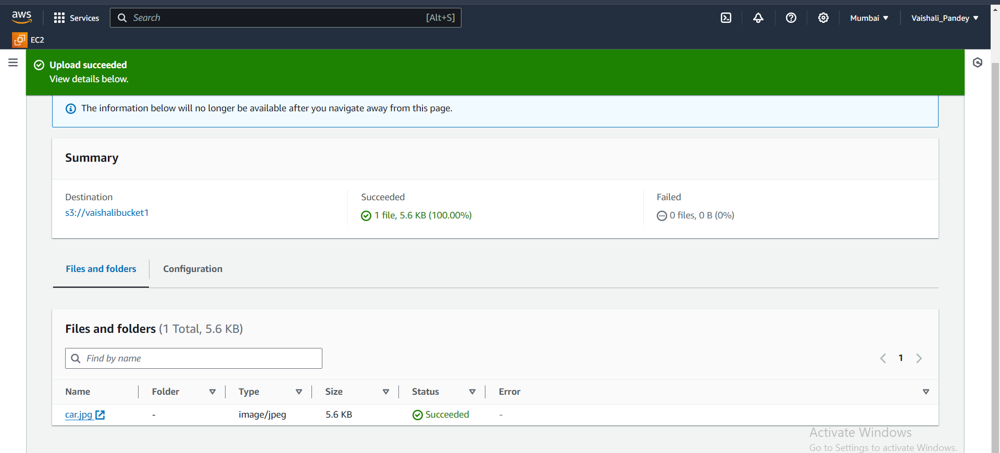 aws Services Search [Alt+S] Mumbai Vaishali_Pandey
EC2
Upload succeeded
View details below.
The information below will no longer be available after you navigate away from this page.
Summary
Destination Succeeded Failed
s3://vaishalibucket1 1 file, 5.6 KB (100.00%) 0 files, 0 B (0%)
Files and folders Configuration
Files and folders (1 Total, 5.6 KB)
Find by name 1
Name Folder Type Size Status Error
car.jpg - image/jpeg 5.6 KB Succeeded -
Activate Windows
Go to Settings to activate Windows.